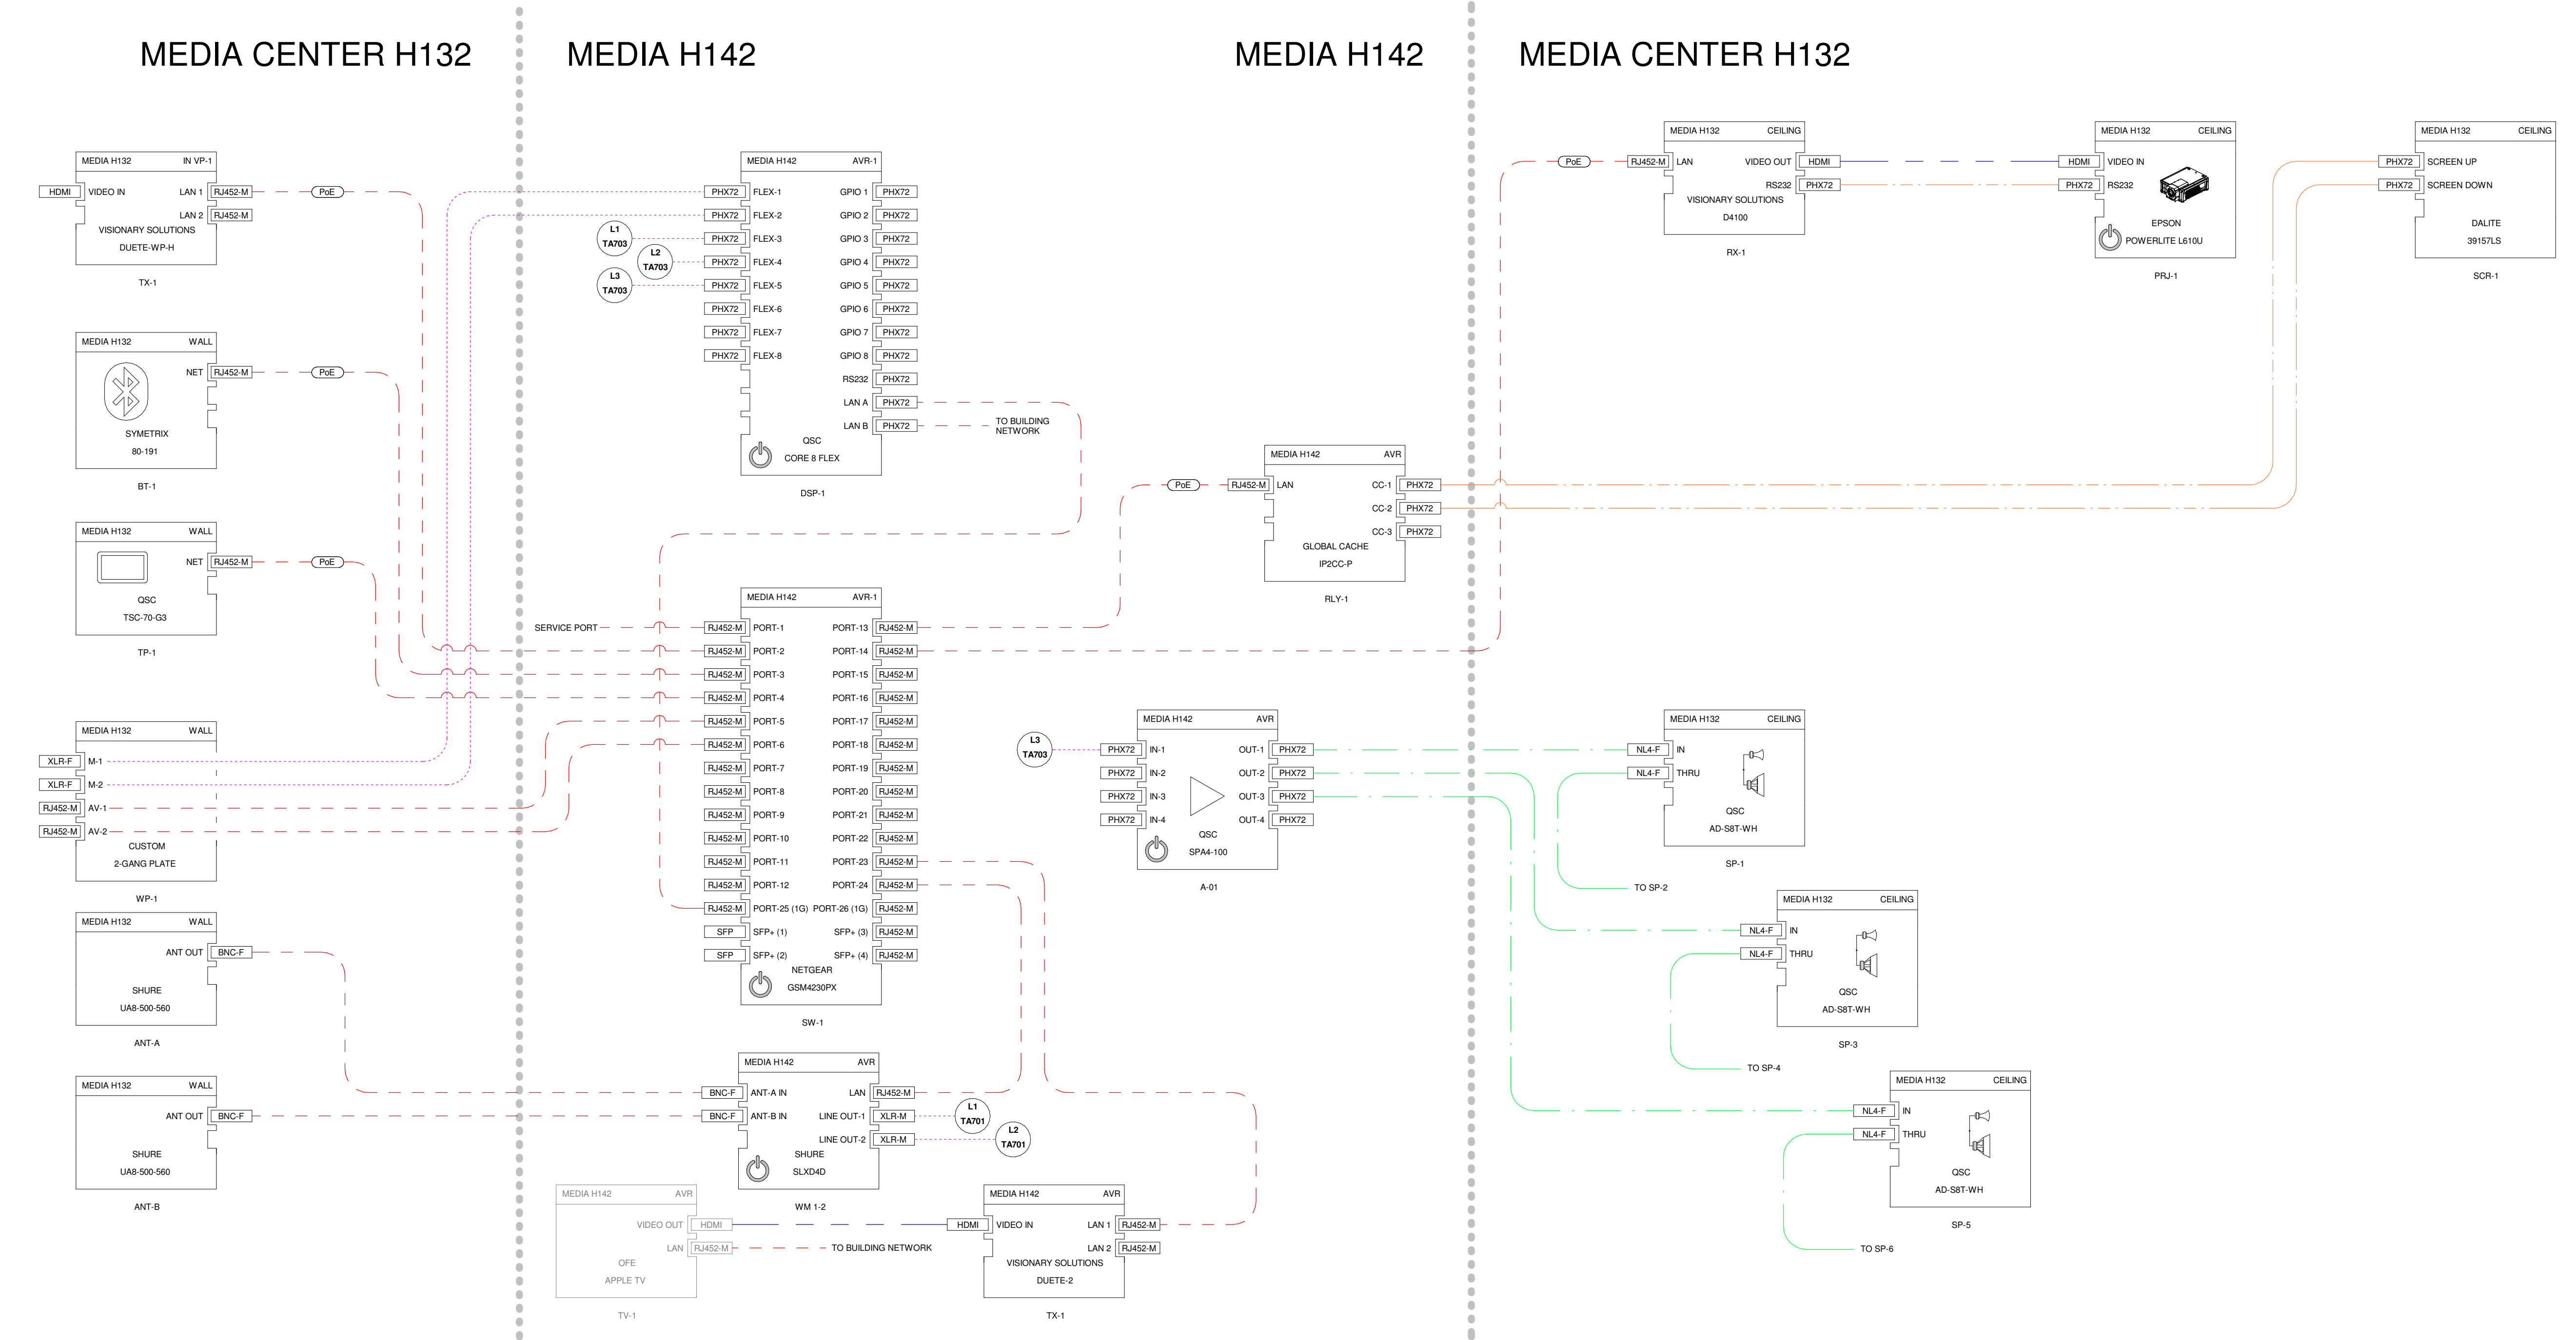 MEDIA CENTER H132
MEDIA H142
MEDIA H142
MEDIA CENTER H132
MEDIA H132 IN VP-1
HDMI VIDEO IN LAN 1 RJ452-M PoE
LAN 2 RJ452-M
VISIONARY SOLUTIONS
DUETE-WP-H
TX-1
MEDIA H132 WALL
NET RJ452-M PoE
SYMETRIX
80-191
BT-1
MEDIA H132 WALL
NET RJ452-M PoE
QSC
TSC-70-G3
TP-1
MEDIA H132 WALL
XLR-F M-1
XLR-F M-2
RJ452-M AV-1
RJ452-M AV-2
CUSTOM
2-GANG PLATE
WP-1
MEDIA H132 WALL
ANT OUT BNC-F
SHURE
UA8-500-560
ANT-A
MEDIA H132 WALL
ANT OUT BNC-F
SHURE
UA8-500-560
ANT-B
MEDIA H142 AVR-1
PHX72 FLEX-1 GPIO 1 PHX72
PHX72 FLEX-2 GPIO 2 PHX72
L1
TA703
PHX72 FLEX-3 GPIO 3 PHX72
L2
TA703
PHX72 FLEX-4 GPIO 4 PHX72
L3
TA703
PHX72 FLEX-5 GPIO 5 PHX72
PHX72 FLEX-6 GPIO 6 PHX72
PHX72 FLEX-7 GPIO 7 PHX72
PHX72 FLEX-8 GPIO 8 PHX72
RS232 PHX72
LAN A PHX72
LAN B PHX72
TO BUILDING
NETWORK
QSC
CORE 8 FLEX
DSP-1
MEDIA H142 AVR-1
SERVICE PORT
RJ452-M PORT-1 PORT-13 RJ452-M
RJ452-M PORT-2 PORT-14 RJ452-M
RJ452-M PORT-3 PORT-15 RJ452-M
RJ452-M PORT-4 PORT-16 RJ452-M
RJ452-M PORT-5 PORT-17 RJ452-M
RJ452-M PORT-6 PORT-18 RJ452-M
RJ452-M PORT-7 PORT-19 RJ452-M
RJ452-M PORT-8 PORT-20 RJ452-M
RJ452-M PORT-9 PORT-21 RJ452-M
RJ452-M PORT-10 PORT-22 RJ452-M
RJ452-M PORT-11 PORT-23 RJ452-M
RJ452-M PORT-12 PORT-24 RJ452-M
RJ452-M PORT-25 (1G) PORT-26 (1G) RJ452-M
SFP SFP+ (1) SFP+ (3) RJ452-M
SFP SFP+ (2) SFP+ (4) RJ452-M
NETGEAR
GSM4230PX
SW-1
MEDIA H142 AVR
BNC-F ANT-A IN LAN RJ452-M
BNC-F ANT-B IN LINE OUT-1 XLR-M
L1
TA701
LINE OUT-2 XLR-M
L2
TA701
SHURE
SLXD4D
WM 1-2
MEDIA H142 AVR
VIDEO OUT HDMI
LAN RJ452-M
TO BUILDING NETWORK
OFE
APPLE TV
TV-1
MEDIA H142 AVR
HDMI VIDEO IN LAN 1 RJ452-M
LAN 2 RJ452-M
VISIONARY SOLUTIONS
DUETE-2
TX-1
MEDIA H142 AVR
PoE RJ452-M LAN CC-1 PHX72
CC-2 PHX72
CC-3 PHX72
GLOBAL CACHE
IP2CC-P
RLY-1
MEDIA H142 AVR
L3
TA703
PHX72 IN-1 OUT-1 PHX72
PHX72 IN-2 OUT-2 PHX72
PHX72 IN-3 OUT-3 PHX72
PHX72 IN-4 OUT-4 PHX72
QSC
SPA4-100
A-01
MEDIA H132 CEILING
PoE RJ452-M LAN VIDEO OUT HDMI
RS232 PHX72
VISIONARY SOLUTIONS
D4100
RX-1
MEDIA H132 CEILING
HDMI VIDEO IN
PHX72 RS232
EPSON
POWERLITE L610U
PRJ-1
MEDIA H132 CEILING
PHX72 SCREEN UP
PHX72 SCREEN DOWN
DALITE
39157LS
SCR-1
MEDIA H132 CEILING
NL4-F IN
NL4-F THRU
QSC
AD-S8T-WH
SP-1
TO SP-2
MEDIA H132 CEILING
NL4-F IN
NL4-F THRU
QSC
AD-S8T-WH
SP-3
TO SP-4
MEDIA H132 CEILING
NL4-F IN
NL4-F THRU
QSC
AD-S8T-WH
SP-5
TO SP-6